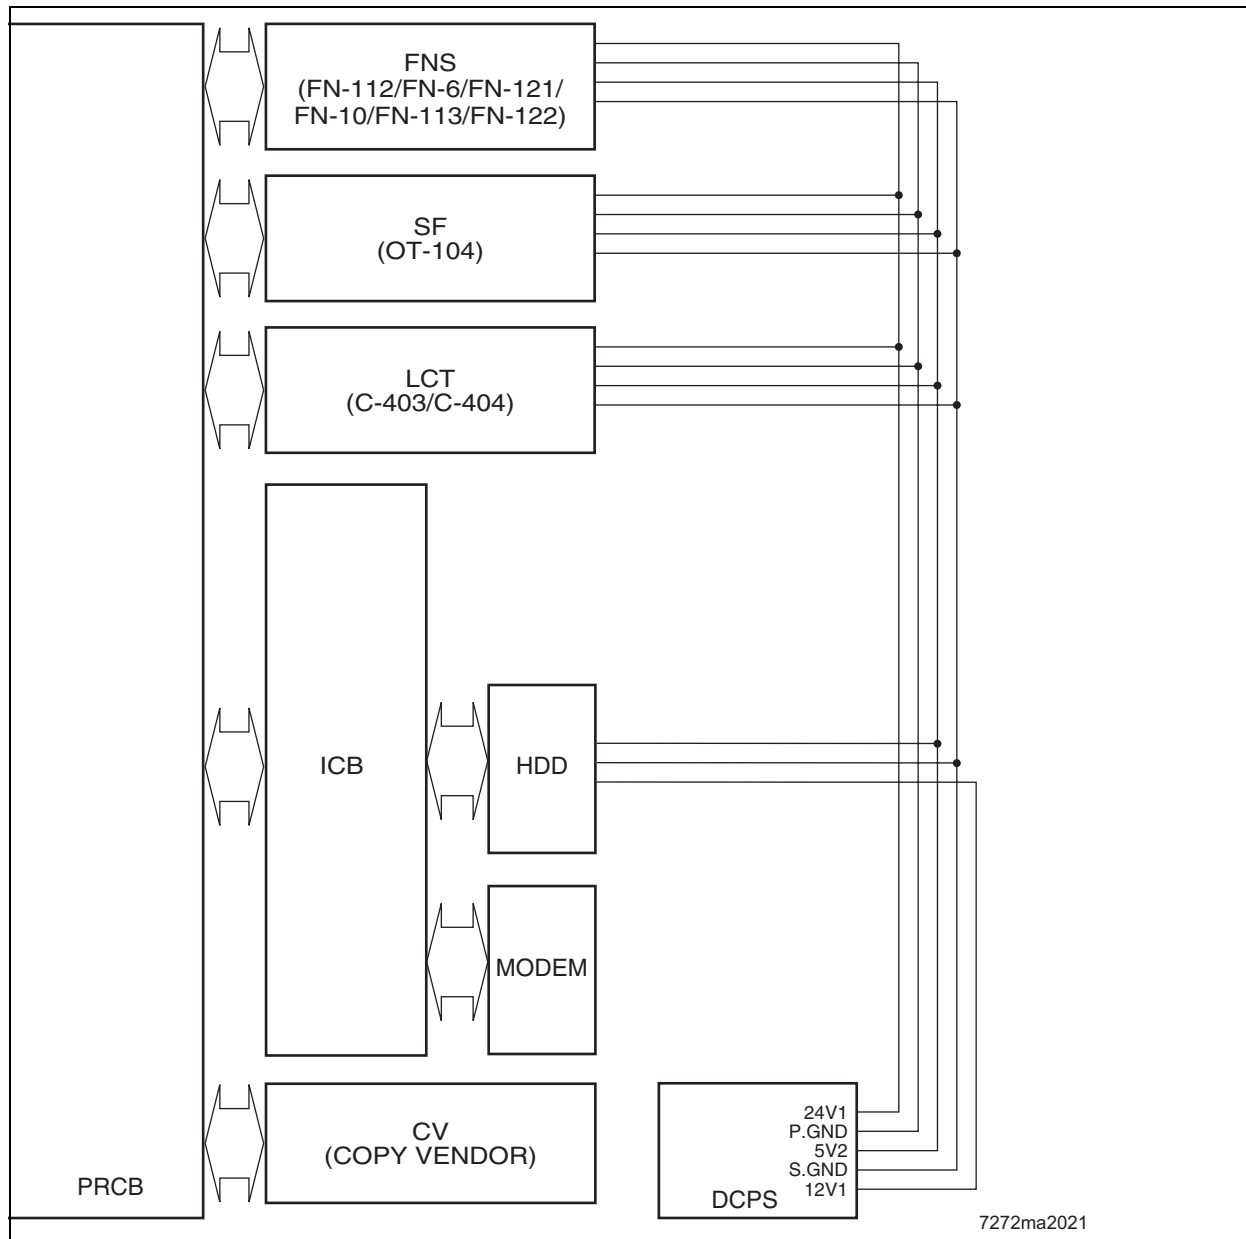 FNS
(FN-112/FN-6/FN-121/
FN-10/FN-113/FN-122)
SF
(OT-104)
LCT
(C-403/C-404)
ICB
HDD
MODEM
CV
(COPY VENDOR)
PRCB
24V1
P.GND
5V2
S.GND
12V1
DCPS
7272ma2021